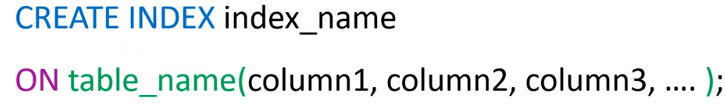 CREATE INDEX index_name
ON table_name(column1, column2, column3, .... );